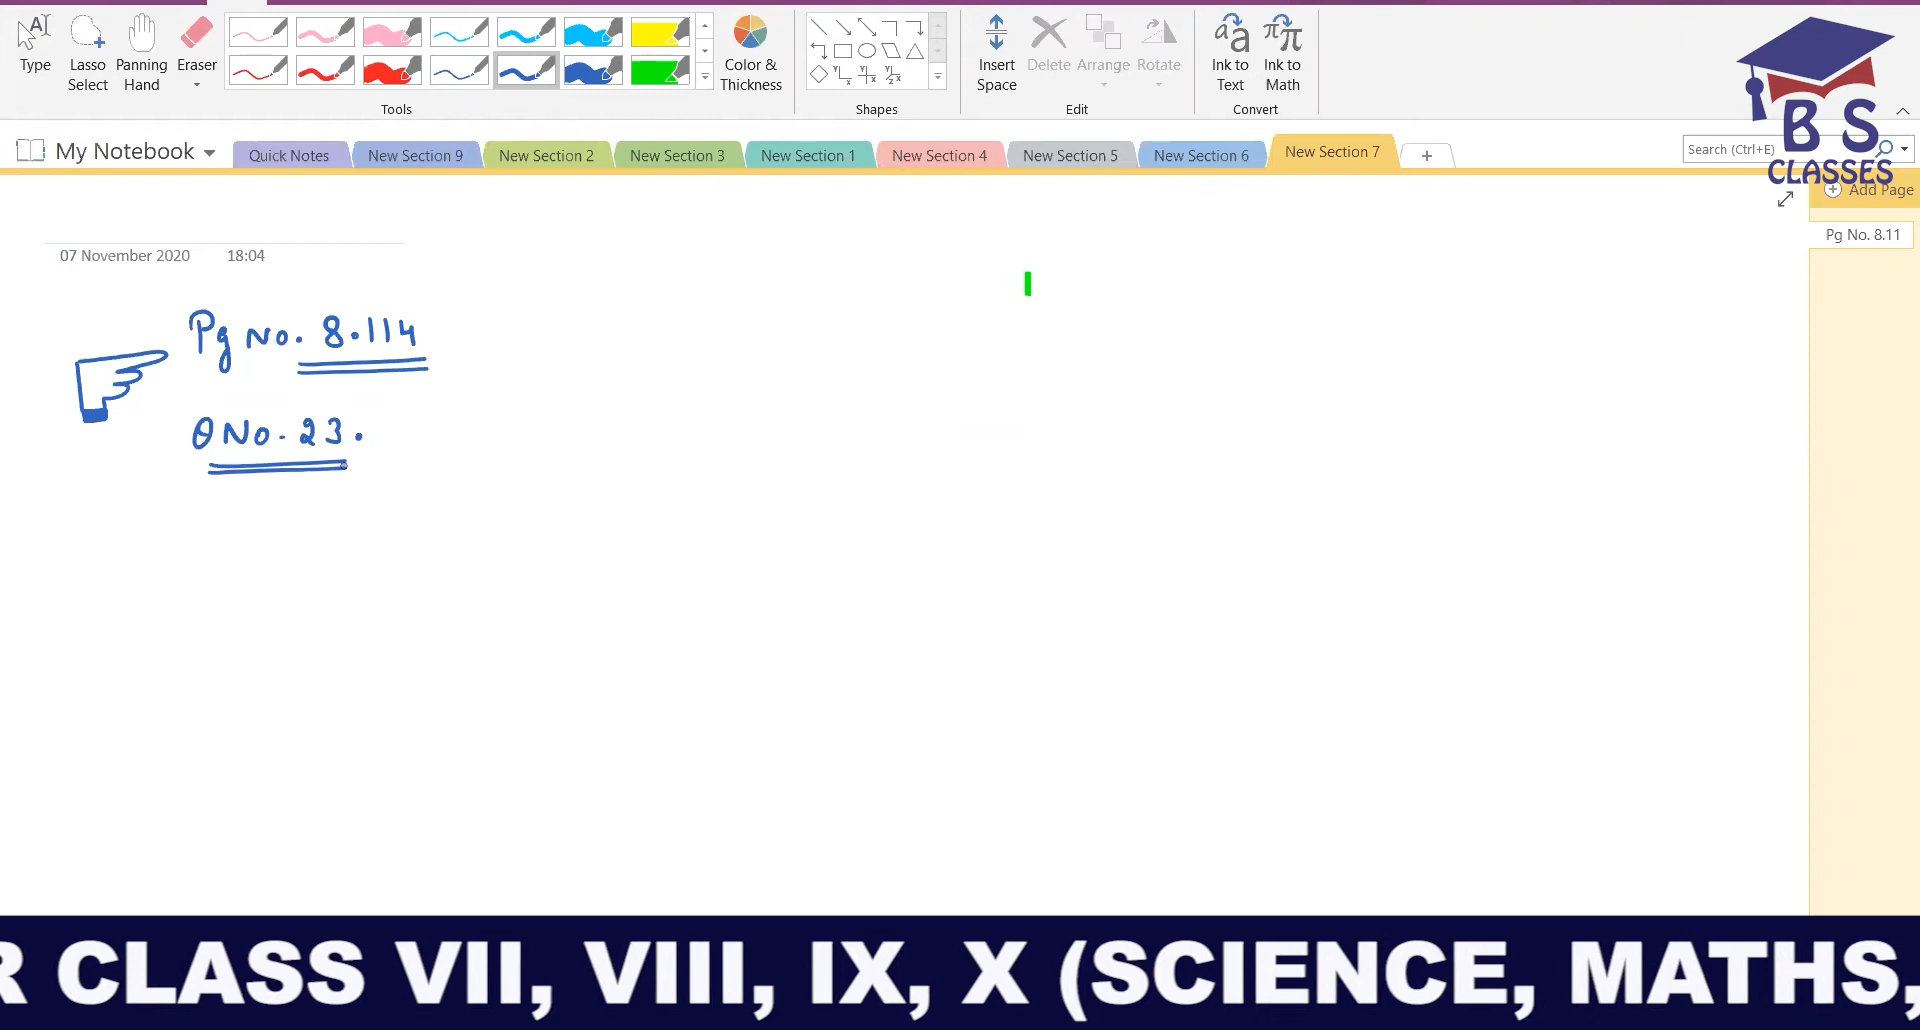 Type
Lasso Select
Panning Hand
Eraser
Color & Thickness
Insert Space
Delete
Arrange
Rotate
Ink to Text
Ink to Math
Tools
Shapes
Edit
Convert
B S
CLASSES
My Notebook
Quick Notes
New Section 9
New Section 2
New Section 3
New Section 1
New Section 4
New Section 5
New Section 6
New Section 7
Search (Ctrl+E)
Add Page
Pg No. 8.11
07 November 2020 18:04
Pg No. 8.114
Q No. 23.
R CLASS VII, VIII, IX, X (SCIENCE, MATHS,